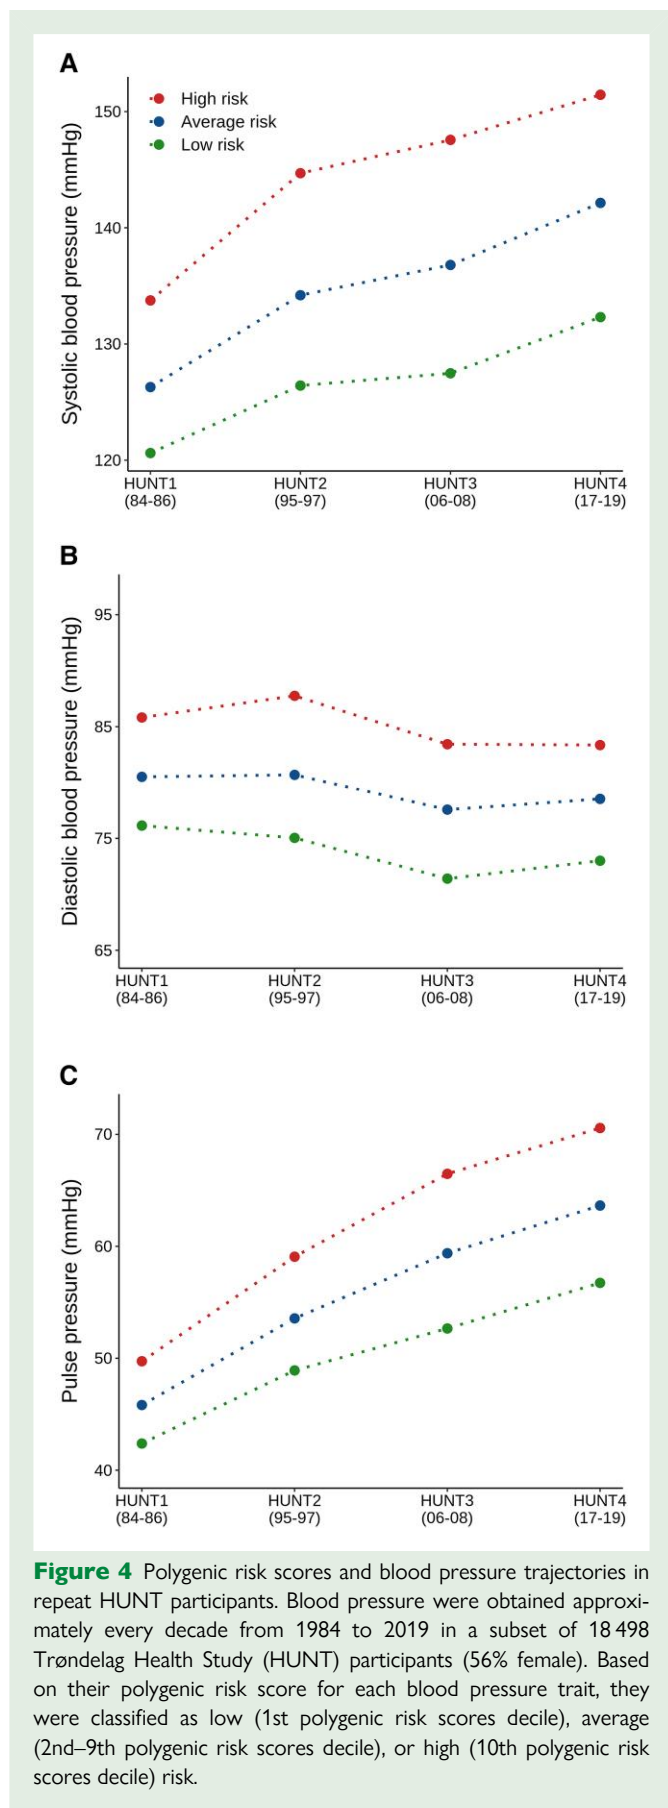 A
High risk
Average risk
Low risk
Systolic blood pressure (mmHg)
150
140
130
120
HUNT1 HUNT2 HUNT3 HUNT4
(84-86) (95-97) (06-08) (17-19)
B
Diastolic blood pressure (mmHg)
95
85
75
65
HUNT1 HUNT2 HUNT3 HUNT4
(84-86) (95-97) (06-08) (17-19)
C
Pulse pressure (mmHg)
70
60
50
40
HUNT1 HUNT2 HUNT3 HUNT4
(84-86) (95-97) (06-08) (17-19)
Figure 4 Polygenic risk scores and blood pressure trajectories in
repeat HUNT participants. Blood pressure were obtained approxi-
mately every decade from 1984 to 2019 in a subset of 18 498
Trøndelag Health Study (HUNT) participants (56% female). Based
on their polygenic risk score for each blood pressure trait, they
were classified as low (1st polygenic risk scores decile), average
(2nd–9th polygenic risk scores decile), or high (10th polygenic risk
scores decile) risk.